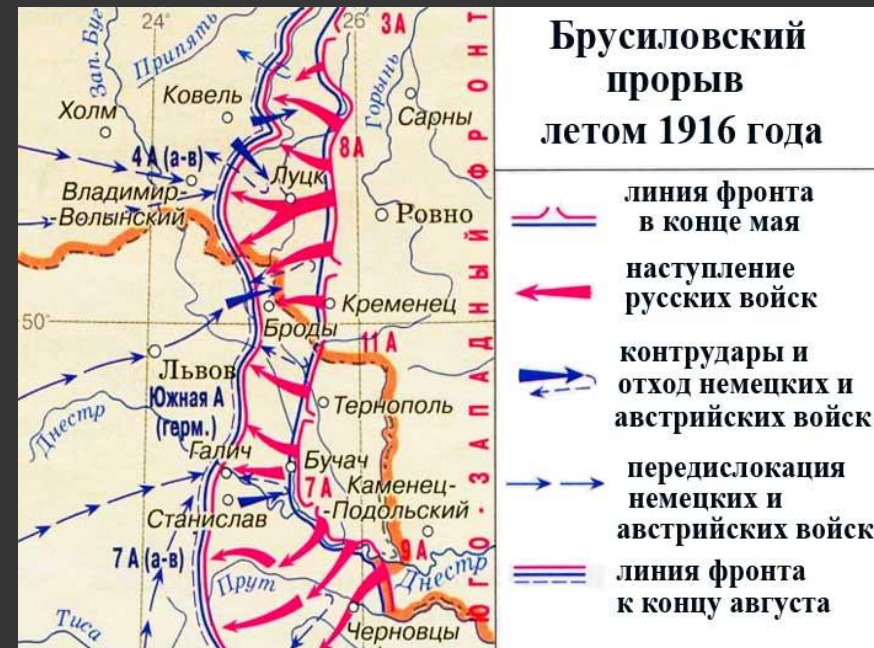 24°
26°
3А
Зап. Буг
Припять
Горынь
Ковель
Холм
Сарны
4 А (а-в)
8А
Луцк
Владимир-
-Волынский
Ровно
50°
Кременец
Броды
11 А
Львов
Южная А
(герм.)
Днестр
Тернополь
Галич
Бучач
7 А
Каменец-
-Подольский
Станислав
9А
7 А (а-в)
Днестр
Прут
Тиса
Черновцы
ЮГО-ЗАПАДНЫЙ ФРОНТ
Брусиловский
прорыв
летом 1916 года
линия фронта
в конце мая
наступление
русских войск
контрудары и
отход немецких и
австрийских войск
передислокация
немецких и
австрийских войск
линия фронта
к концу августа